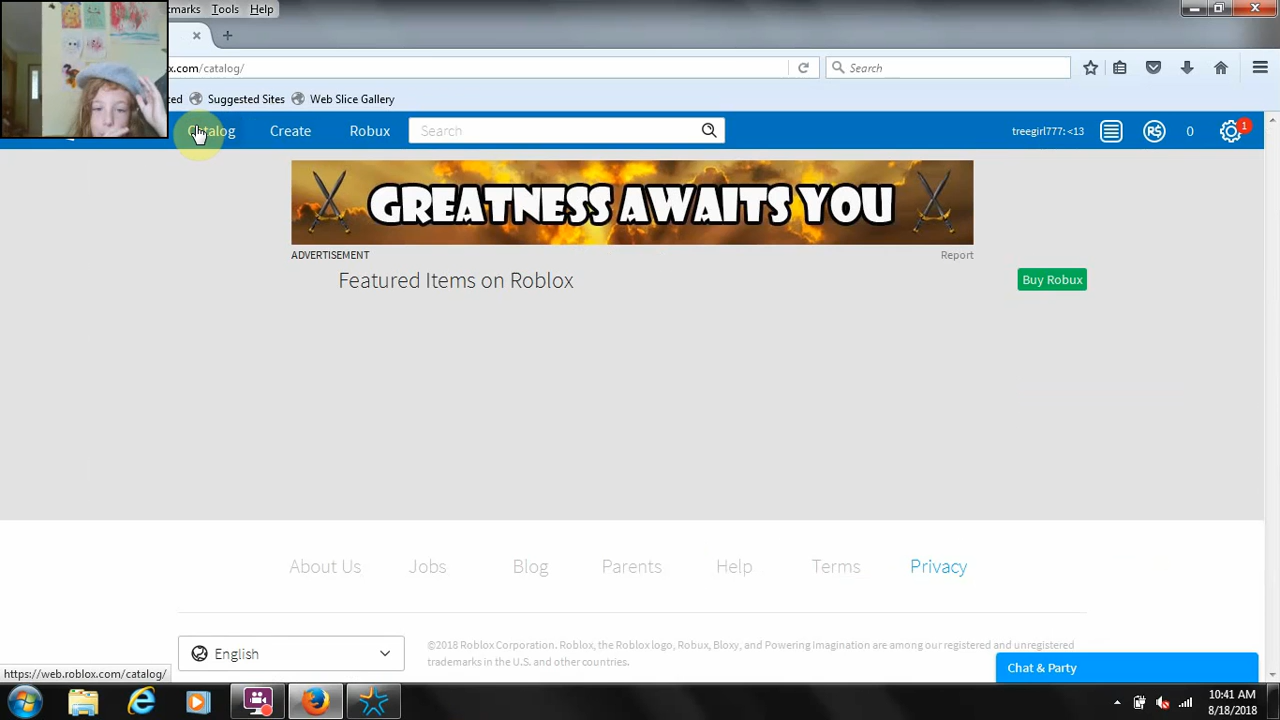 kmarks Tools Help
x.com/catalog/
Search
ted Suggested Sites Web Slice Gallery
Catalog Create Robux Search treegirl777: <13 R$ 0 1
GREATNESS AWAITS YOU
ADVERTISEMENT Report
Featured Items on Roblox Buy Robux
About Us Jobs Blog Parents Help Terms Privacy
English
©2018 Roblox Corporation. Roblox, the Roblox logo, Robux, Bloxy, and Powering Imagination are among our registered and unregistered
trademarks in the U.S. and other countries.
Chat & Party
https://web.roblox.com/catalog/
10:41 AM
8/18/2018